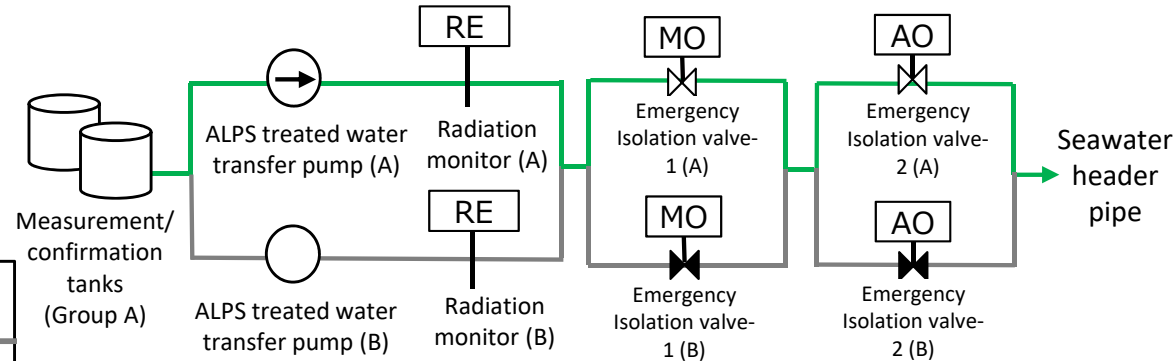 RE
MO
AO
ALPS treated water
transfer pump (A)
Radiation
monitor (A)
Emergency
Isolation valve-
1 (A)
Emergency
Isolation valve-
2 (A)
Seawater
header
pipe
Measurement/
confirmation
tanks
(Group A)
RE
MO
AO
ALPS treated water
transfer pump (B)
Radiation
monitor (B)
Emergency
Isolation valve-
1 (B)
Emergency
Isolation valve-
2 (B)